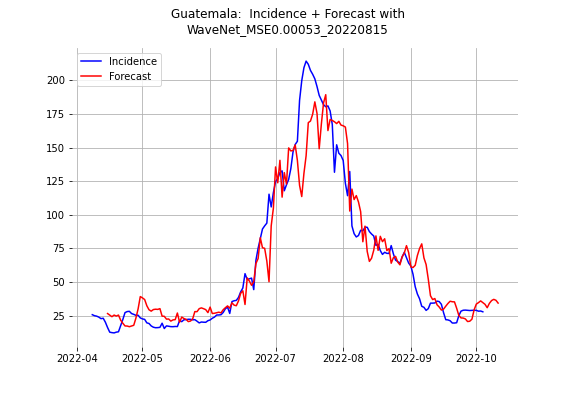 Guatemala:  Incidence + Forecast with
WaveNet_MSE0.00053_20220815
Incidence
Forecast
200
175
150
125
100
75
50
25
2022-04 2022-05 2022-06 2022-07 2022-08 2022-09 2022-10